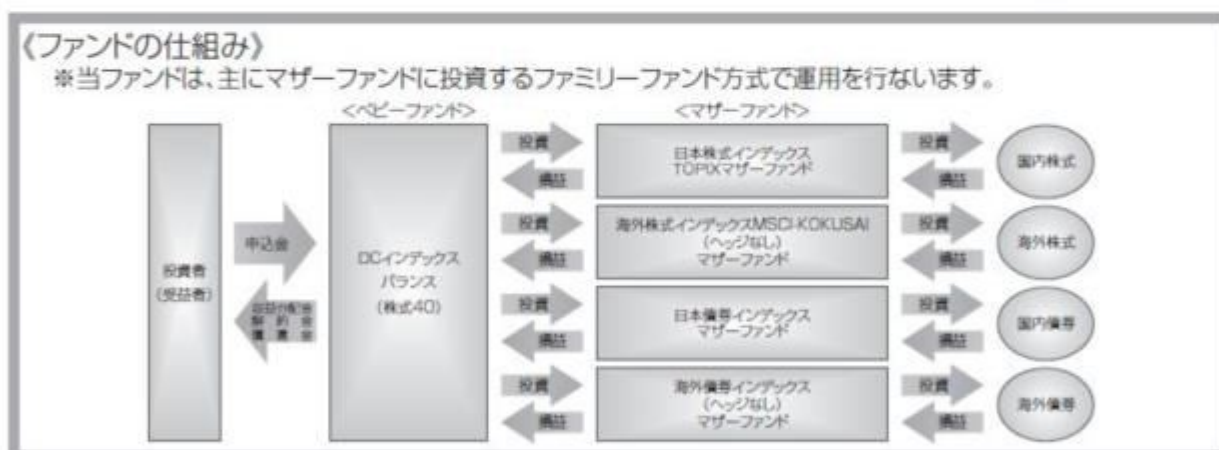 《ファンドの仕組み》
※当ファンドは、主にマザーファンドに投資するファミリーファンド方式で運用を行ないます。
<ベビーファンド>
<マザーファンド>
投資者
(受益者)
申込金
収益分配金
解約金
償還金
DCインデックス
バランス
(株式40)
投資
損益
日本株式インデックス
TOPIXマザーファンド
投資
損益
国内株式
投資
損益
海外株式インデックスMSCI-KOKUSAI
(ヘッジなし)
マザーファンド
投資
損益
海外株式
投資
損益
日本債券インデックス
マザーファンド
投資
損益
国内債券
投資
損益
海外債券インデックス
(ヘッジなし)
マザーファンド
投資
損益
海外債券